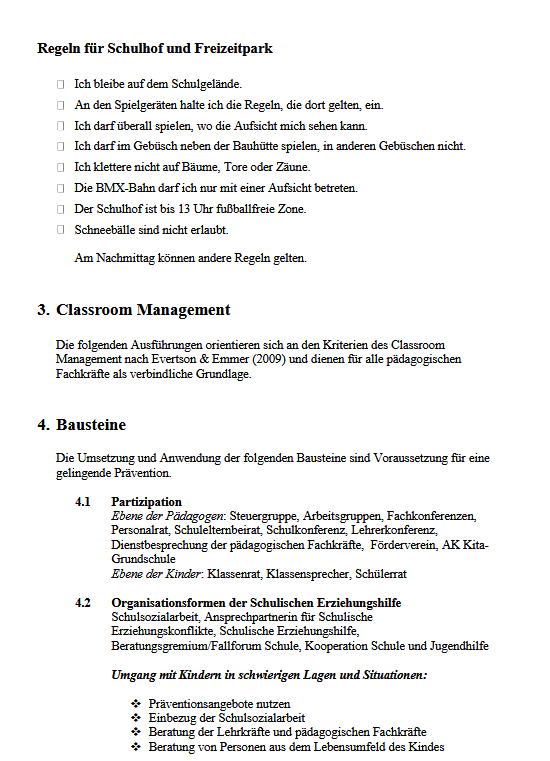 Regeln für Schulhof und Freizeitpark
Ich bleibe auf dem Schulgelände.
An den Spielgeräten halte ich die Regeln, die dort gelten, ein.
Ich darf überall spielen, wo die Aufsicht mich sehen kann.
Ich darf im Gebüsch neben der Bauhütte spielen, in anderen Gebüschen nicht.
Ich klettere nicht auf Bäume, Tore oder Zäune.
Die BMX-Bahn darf ich nur mit einer Aufsicht betreten.
Der Schulhof ist bis 13 Uhr fußballfreie Zone.
Schneebälle sind nicht erlaubt.
Am Nachmittag können andere Regeln gelten.
3. Classroom Management
Die folgenden Ausführungen orientieren sich an den Kriterien des Classroom
Management nach Evertson & Emmer (2009) und dienen für alle pädagogischen
Fachkräfte als verbindliche Grundlage.
4. Bausteine
Die Umsetzung und Anwendung der folgenden Bausteine sind Voraussetzung für eine
gelingende Prävention.
4.1 Partizipation
Ebene der Pädagogen: Steuergruppe, Arbeitsgruppen, Fachkonferenzen,
Personalrat, Schulelternbeirat, Schulkonferenz, Lehrerkonferenz,
Dienstbesprechung der pädagogischen Fachkräfte, Förderverein, AK Kita-
Grundschule
Ebene der Kinder: Klassenrat, Klassensprecher, Schülerrat
4.2 Organisationsformen der Schulischen Erziehungshilfe
Schulsozialarbeit, Ansprechpartnerin für Schulische
Erziehungskonflikte, Schulische Erziehungshilfe,
Beratungsgremium/Fallforum Schule, Kooperation Schule und Jugendhilfe
Umgang mit Kindern in schwierigen Lagen und Situationen:
❖ Präventionsangebote nutzen
❖ Einbezug der Schulsozialarbeit
❖ Beratung der Lehrkräfte und pädagogischen Fachkräfte
❖ Beratung von Personen aus dem Lebensumfeld des Kindes